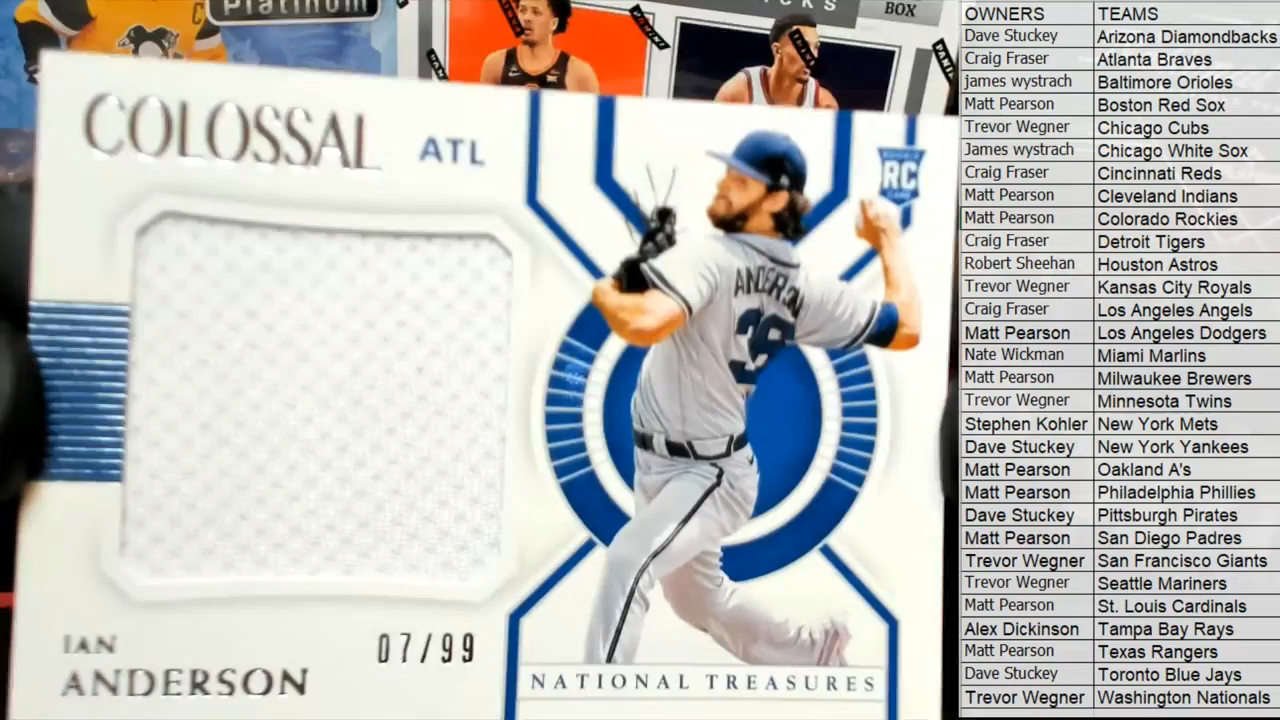 Platinum
BOX
COLOSSAL
ATL
RC
ANDERSON
36
IAN
ANDERSON
07/99
NATIONAL TREASURES
OWNERS TEAMS
Dave Stuckey Arizona Diamondbacks
Craig Fraser Atlanta Braves
james wystrach Baltimore Orioles
Matt Pearson Boston Red Sox
Trevor Wegner Chicago Cubs
James wystrach Chicago White Sox
Craig Fraser Cincinnati Reds
Matt Pearson Cleveland Indians
Matt Pearson Colorado Rockies
Craig Fraser Detroit Tigers
Robert Sheehan Houston Astros
Trevor Wegner Kansas City Royals
Craig Fraser Los Angeles Angels
Matt Pearson Los Angeles Dodgers
Nate Wickman Miami Marlins
Matt Pearson Milwaukee Brewers
Trevor Wegner Minnesota Twins
Stephen Kohler New York Mets
Dave Stuckey New York Yankees
Matt Pearson Oakland A's
Matt Pearson Philadelphia Phillies
Dave Stuckey Pittsburgh Pirates
Matt Pearson San Diego Padres
Trevor Wegner San Francisco Giants
Trevor Wegner Seattle Mariners
Matt Pearson St. Louis Cardinals
Alex Dickinson Tampa Bay Rays
Matt Pearson Texas Rangers
Dave Stuckey Toronto Blue Jays
Trevor Wegner Washington Nationals